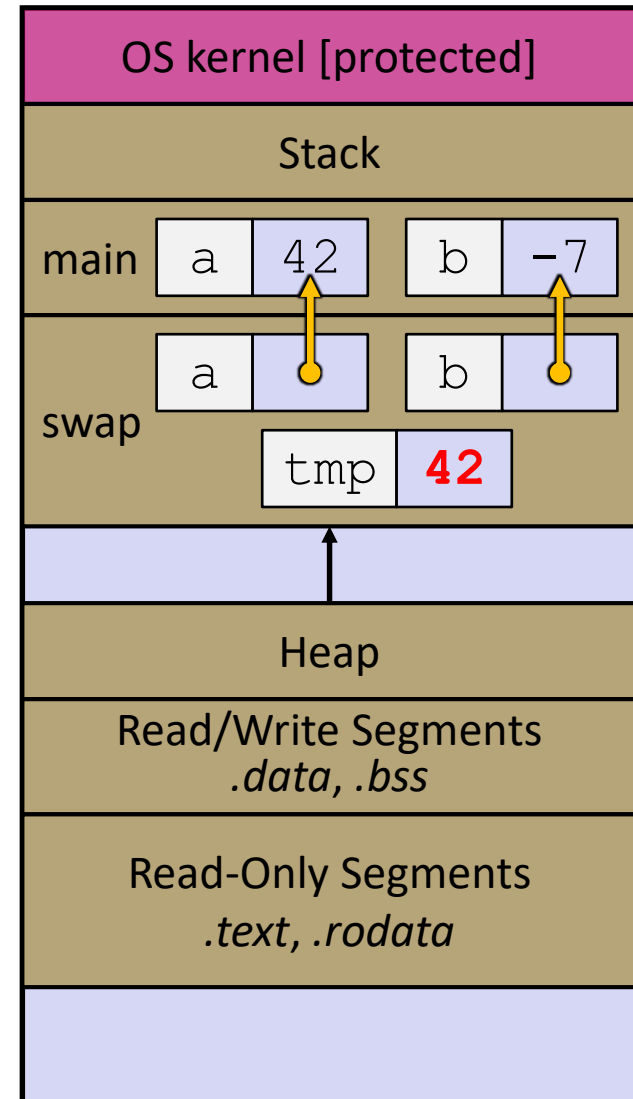 OS kernel [protected]
Stack
main a 42 b -7
swap a b
tmp 42
Heap
Read/Write Segments
.data, .bss
Read-Only Segments
.text, .rodata